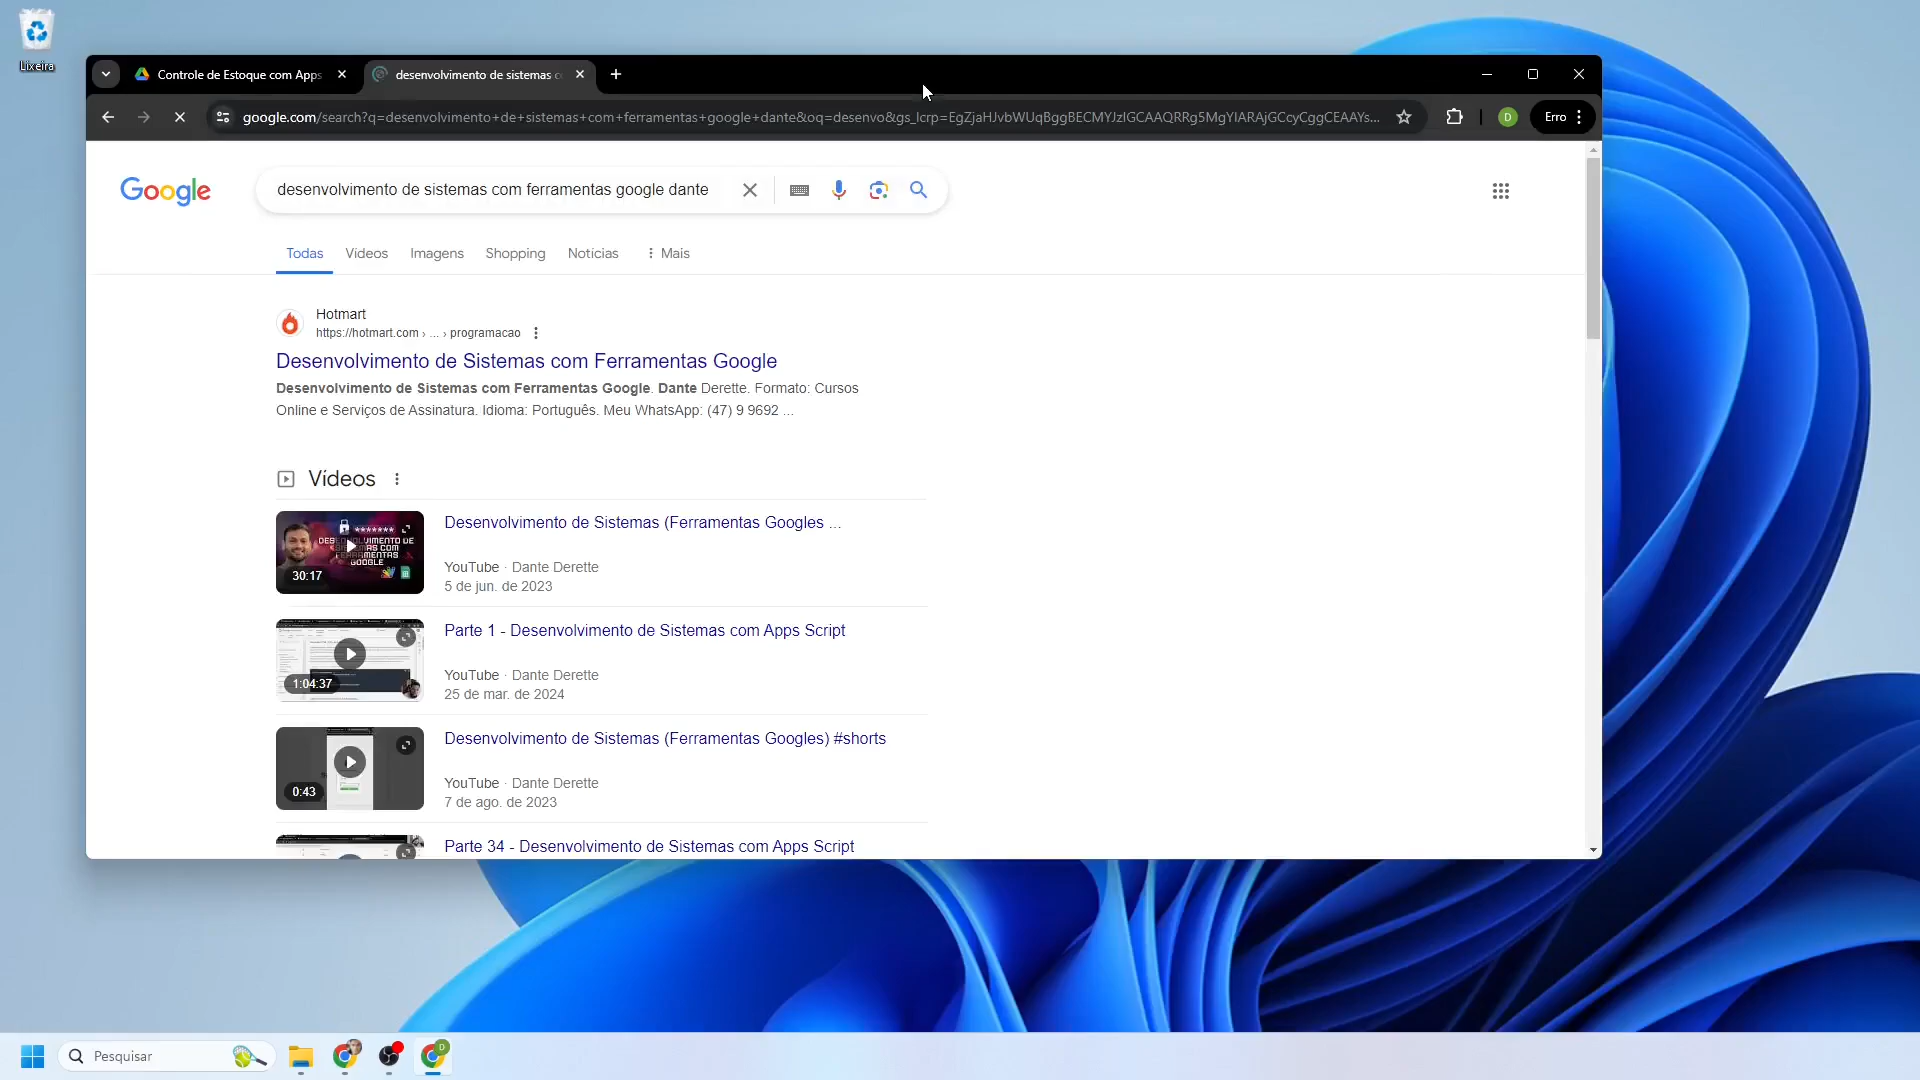 Lixeira
Controle de Estoque com Apps
desenvolvimento de sistemas c
google.com/search?q=desenvolvimento+de+sistemas+com+ferramentas+google+dante&oq=desenvo&gs_lcrp=EgZjaHJvbWUqBggBECMYJzIGCAAQRRg5MgYIARAjGCcyCggCEAAYs...
D
Erro
Google
desenvolvimento de sistemas com ferramentas google dante
Todas
Vídeos
Imagens
Shopping
Notícias
Mais
Hotmart
https://hotmart.com › ... › programacao
Desenvolvimento de Sistemas com Ferramentas Google
Desenvolvimento de Sistemas com Ferramentas Google. Dante Derette. Formato: Cursos
Online e Serviços de Assinatura. Idioma: Português. Meu WhatsApp: (47) 9 9692 ...
Vídeos
*******
DESENVOLVIMENTO DE
SISTEMAS COM
FERRAMENTAS
GOOGLE
30:17
Desenvolvimento de Sistemas (Ferramentas Googles ...
YouTube · Dante Derette
5 de jun. de 2023
1:04:37
Parte 1 - Desenvolvimento de Sistemas com Apps Script
YouTube · Dante Derette
25 de mar. de 2024
0:43
Desenvolvimento de Sistemas (Ferramentas Googles) #shorts
YouTube · Dante Derette
7 de ago. de 2023
Parte 34 - Desenvolvimento de Sistemas com Apps Script
Pesquisar
D